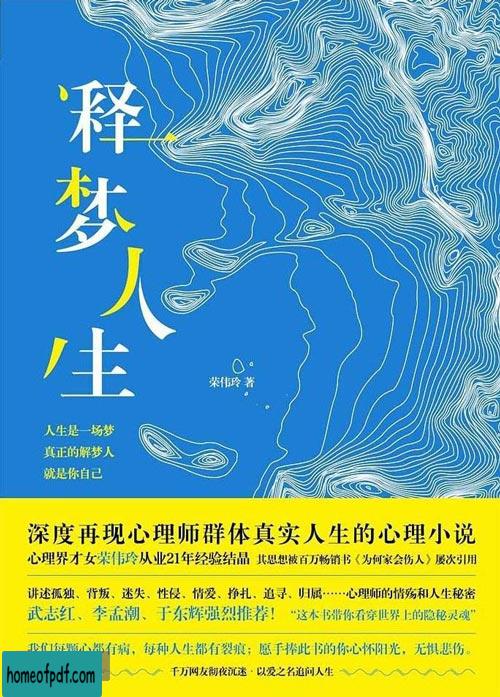 释梦人生
荣伟玲 著
人生是一场梦
真正的解梦人
就是你自己
深度再现心理师群体真实人生的心理小说
心理界才女荣伟玲从业21年经验结晶 其思想被百万畅销书《为何家会伤人》屡次引用
讲述孤独、背叛、迷失、性侵、情爱、挣扎、追寻、归属……心理师的情殇和人生秘密
武志红、李孟潮、于东辉强烈推荐！ “这本书带你看穿世界上的隐秘灵魂”
我们每颗心都有病，每种人生都有裂痕；愿手捧此书的你心怀阳光，无惧悲伤。
千万网友彻夜沉迷·以爱之名追问人生
homeofpdf.com